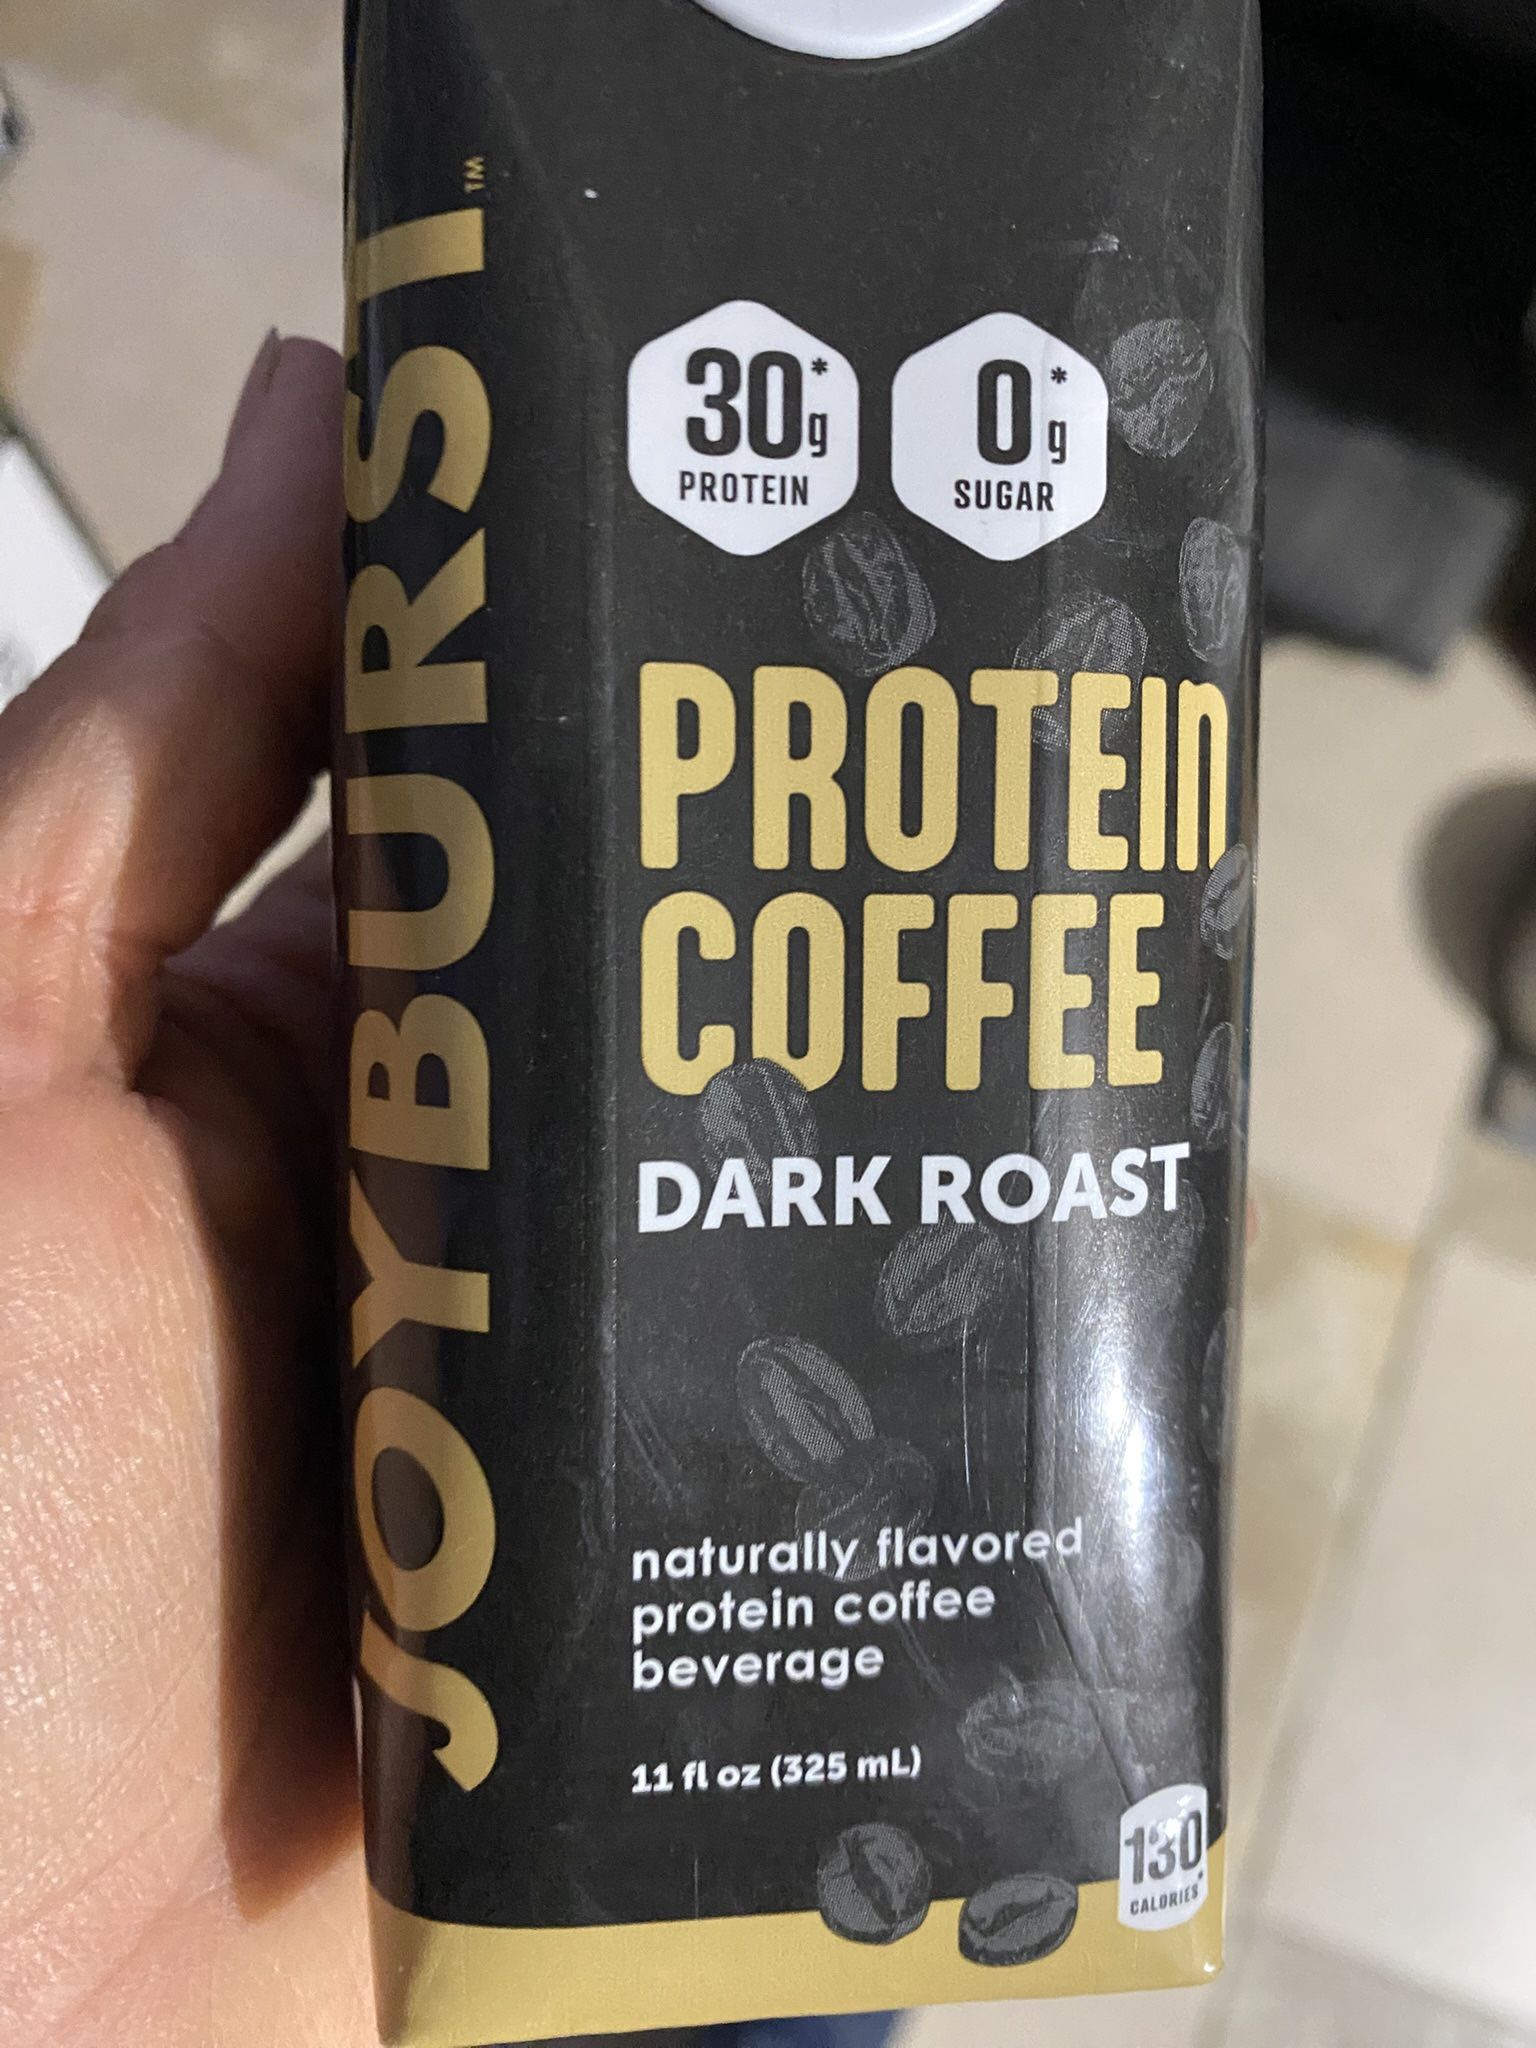 JOYBURST™
30g*
PROTEIN
0g*
SUGAR
PROTEIN
COFFEE
DARK ROAST
naturally flavored
protein coffee
beverage
11 fl oz (325 mL)
130
CALORIES*